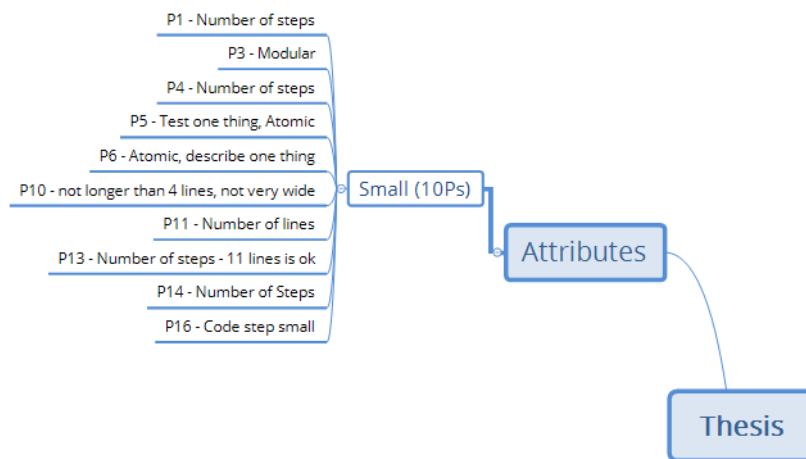 P1 - Number of steps
P3 - Modular
P4 - Number of steps
P5 - Test one thing, Atomic
P6 - Atomic, describe one thing
P10 - not longer than 4 lines, not very wide
P11 - Number of lines
P13 - Number of steps - 11 lines is ok
P14 - Number of Steps
P16 - Code step small
Small (10Ps)
Attributes
Thesis